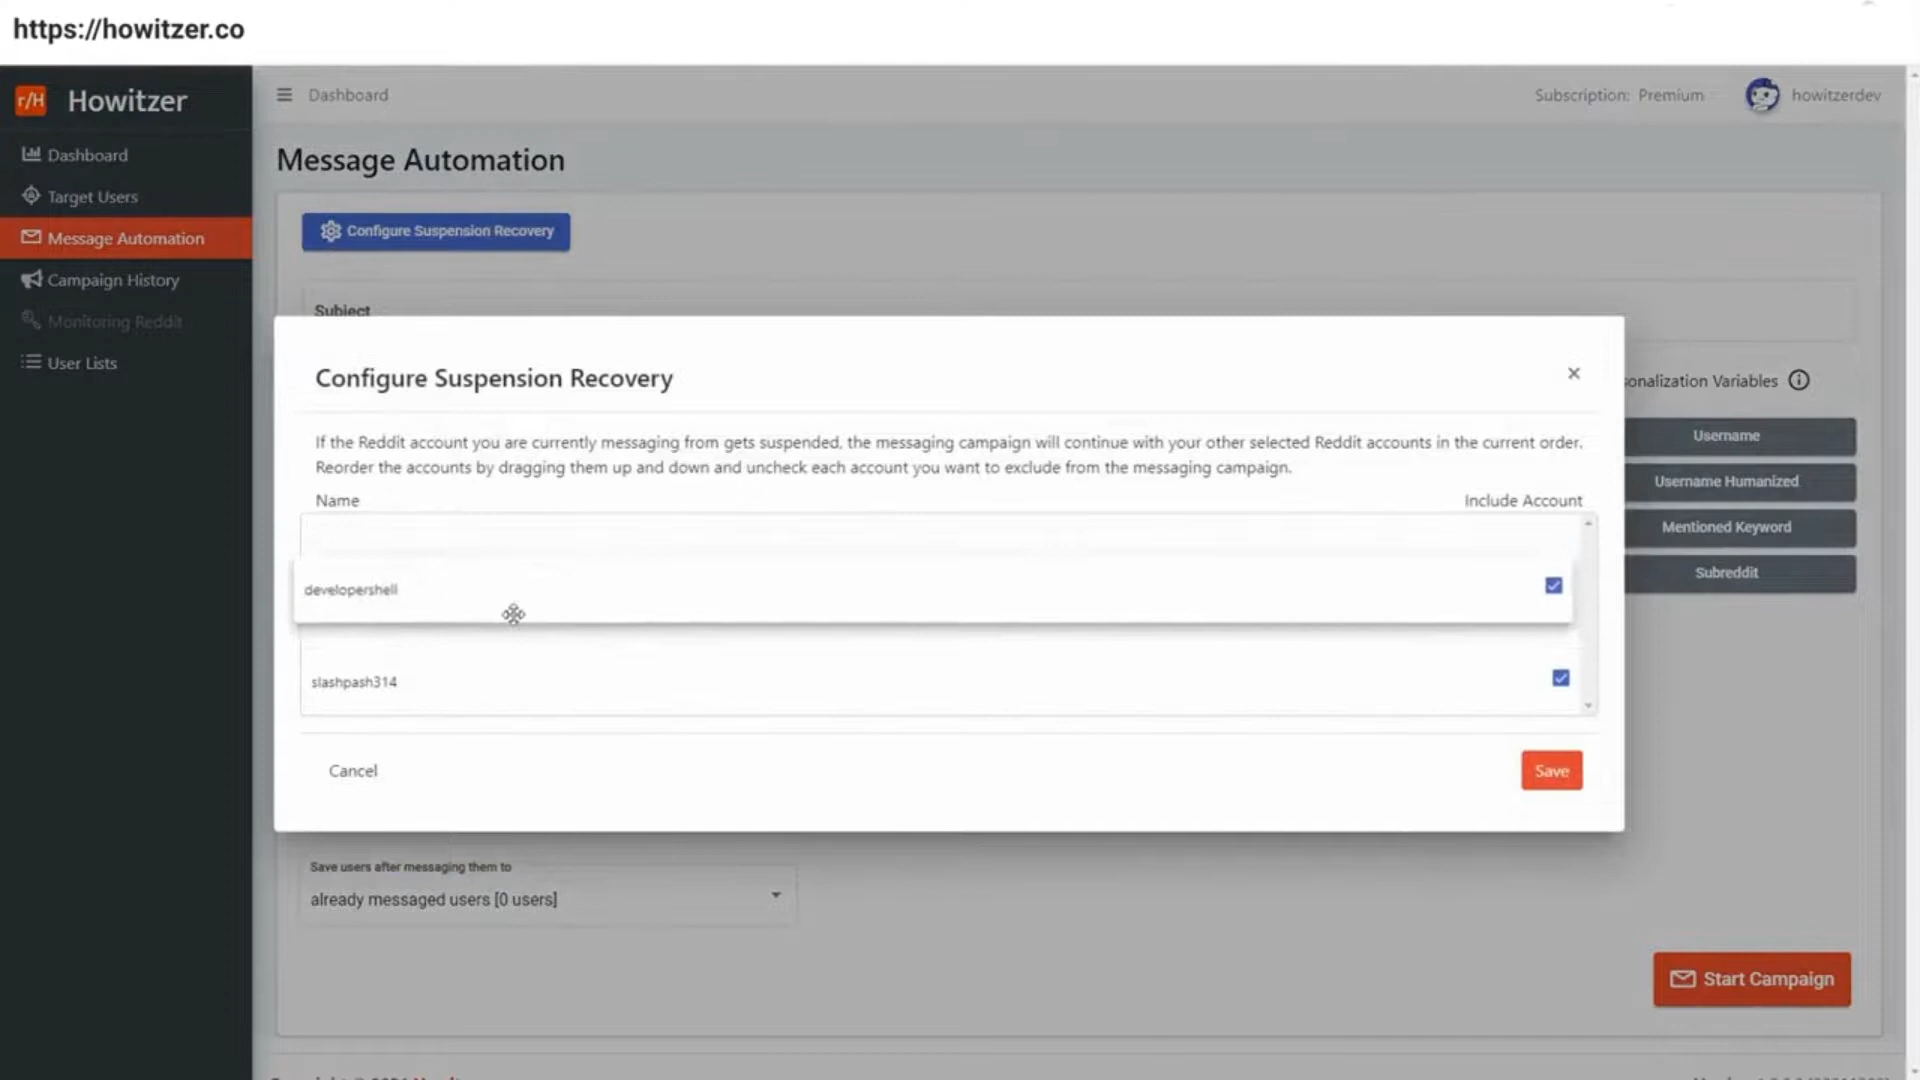 https://howitzer.co
r/H Howitzer
Dashboard
Subscription: Premium
howitzerdev
Dashboard
Target Users
Message Automation
Campaign History
Monitoring Reddit
User Lists
Message Automation
Configure Suspension Recovery
Subject
Configure Suspension Recovery
If the Reddit account you are currently messaging from gets suspended, the messaging campaign will continue with your other selected Reddit accounts in the current order.
Reorder the accounts by dragging them up and down and uncheck each account you want to exclude from the messaging campaign.
Name
Include Account
developershell
slashpash314
Cancel
Save
Variables
Username
Username Humanized
Mentioned Keyword
Subreddit
Save users after messaging them to
already messaged users [0 users]
Start Campaign